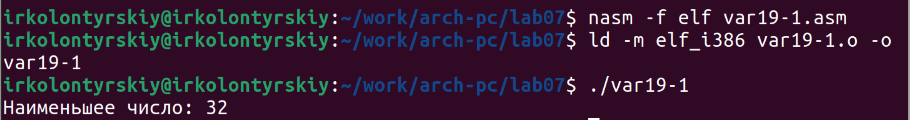 irkolontyrskiy@irkolontyrskiy:~/work/arch-pc/lab07$ nasm -f elf var19-1.asm
irkolontyrskiy@irkolontyrskiy:~/work/arch-pc/lab07$ ld -m elf_i386 var19-1.o -o
var19-1
irkolontyrskiy@irkolontyrskiy:~/work/arch-pc/lab07$ ./var19-1
Наименьшее число: 32